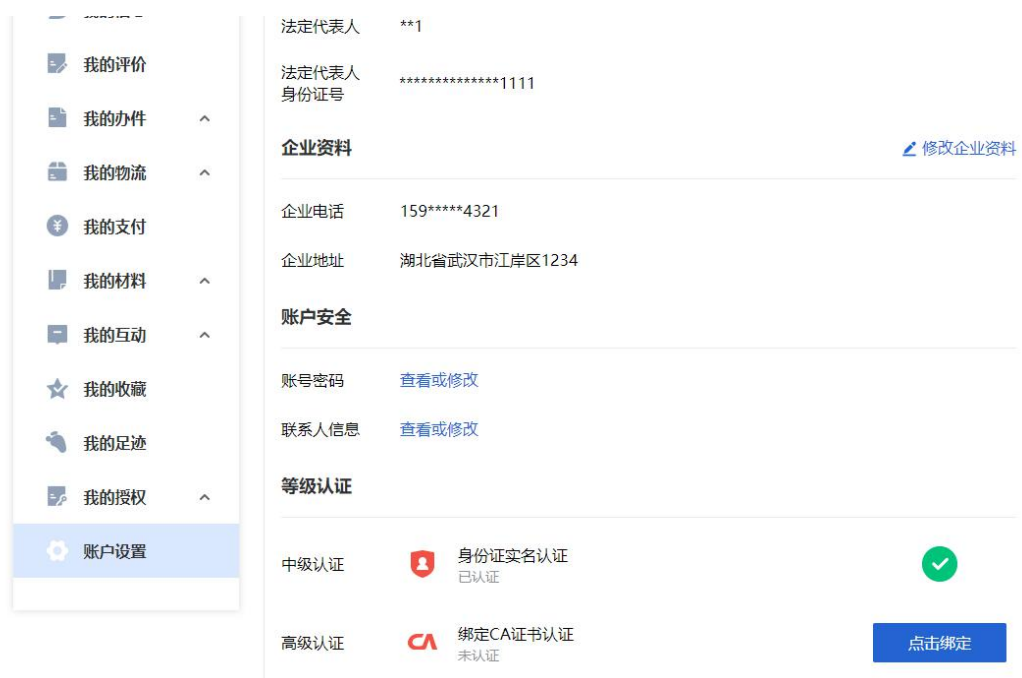 我的评价
我的办件
我的物流
我的支付
我的材料
我的互动
我的收藏
我的足迹
我的授权
账户设置
法定代表人 **1
法定代表人
身份证号 **************1111
企业资料 修改企业资料
企业电话 159*****4321
企业地址 湖北省武汉市江岸区1234
账户安全
账号密码 查看或修改
联系人信息 查看或修改
等级认证
中级认证 身份证实名认证
已认证
高级认证 CA 绑定CA证书认证 点击绑定
未认证